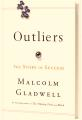 Outliers
THE STORY OF SUCCESS
MALCOLM
GLADWELL